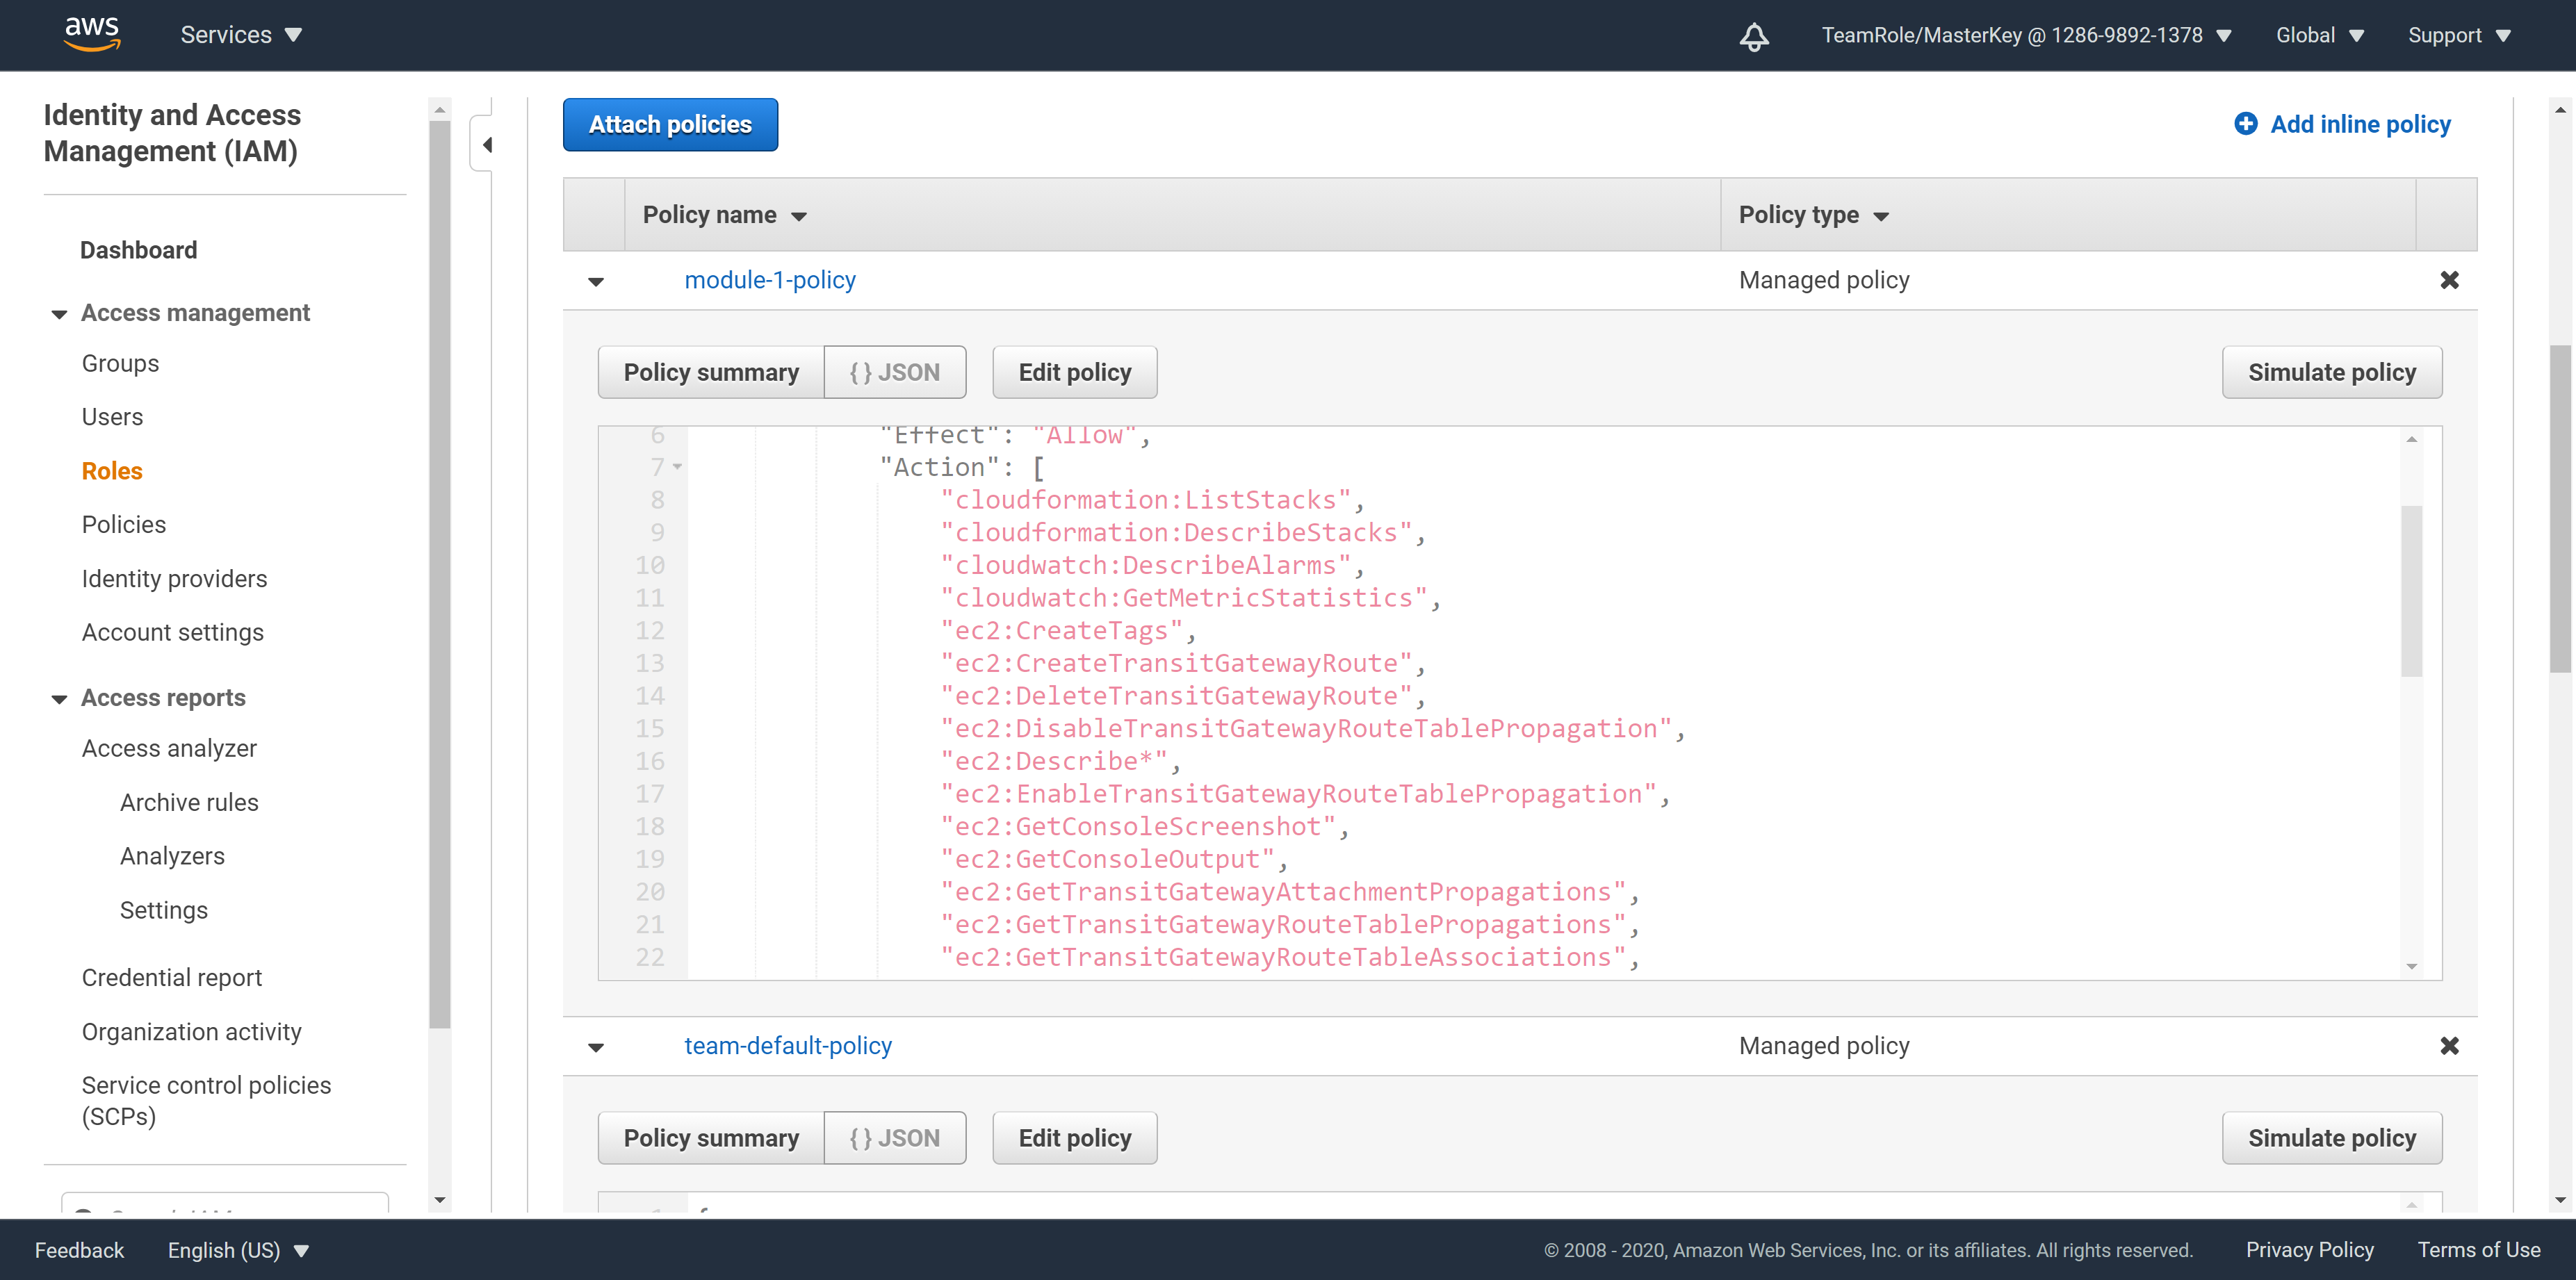 aws
Services
TeamRole/MasterKey @ 1286-9892-1378
Global
Support
Identity and Access
Management (IAM)
Dashboard
Access management
Groups
Users
Roles
Policies
Identity providers
Account settings
Access reports
Access analyzer
Archive rules
Analyzers
Settings
Credential report
Organization activity
Service control policies
(SCPs)
Attach policies
Add inline policy
Policy name
Policy type
module-1-policy
Managed policy
Policy summary
{ } JSON
Edit policy
Simulate policy
6 "Effect": "Allow",
7 "Action": [
8 "cloudformation:ListStacks",
9 "cloudformation:DescribeStacks",
10 "cloudwatch:DescribeAlarms",
11 "cloudwatch:GetMetricStatistics",
12 "ec2:CreateTags",
13 "ec2:CreateTransitGatewayRoute",
14 "ec2:DeleteTransitGatewayRoute",
15 "ec2:DisableTransitGatewayRouteTablePropagation",
16 "ec2:Describe*",
17 "ec2:EnableTransitGatewayRouteTablePropagation",
18 "ec2:GetConsoleScreenshot",
19 "ec2:GetConsoleOutput",
20 "ec2:GetTransitGatewayAttachmentPropagations",
21 "ec2:GetTransitGatewayRouteTablePropagations",
22 "ec2:GetTransitGatewayRouteTableAssociations",
team-default-policy
Managed policy
Policy summary
{ } JSON
Edit policy
Simulate policy
Feedback
English (US)
© 2008 - 2020, Amazon Web Services, Inc. or its affiliates. All rights reserved.
Privacy Policy
Terms of Use